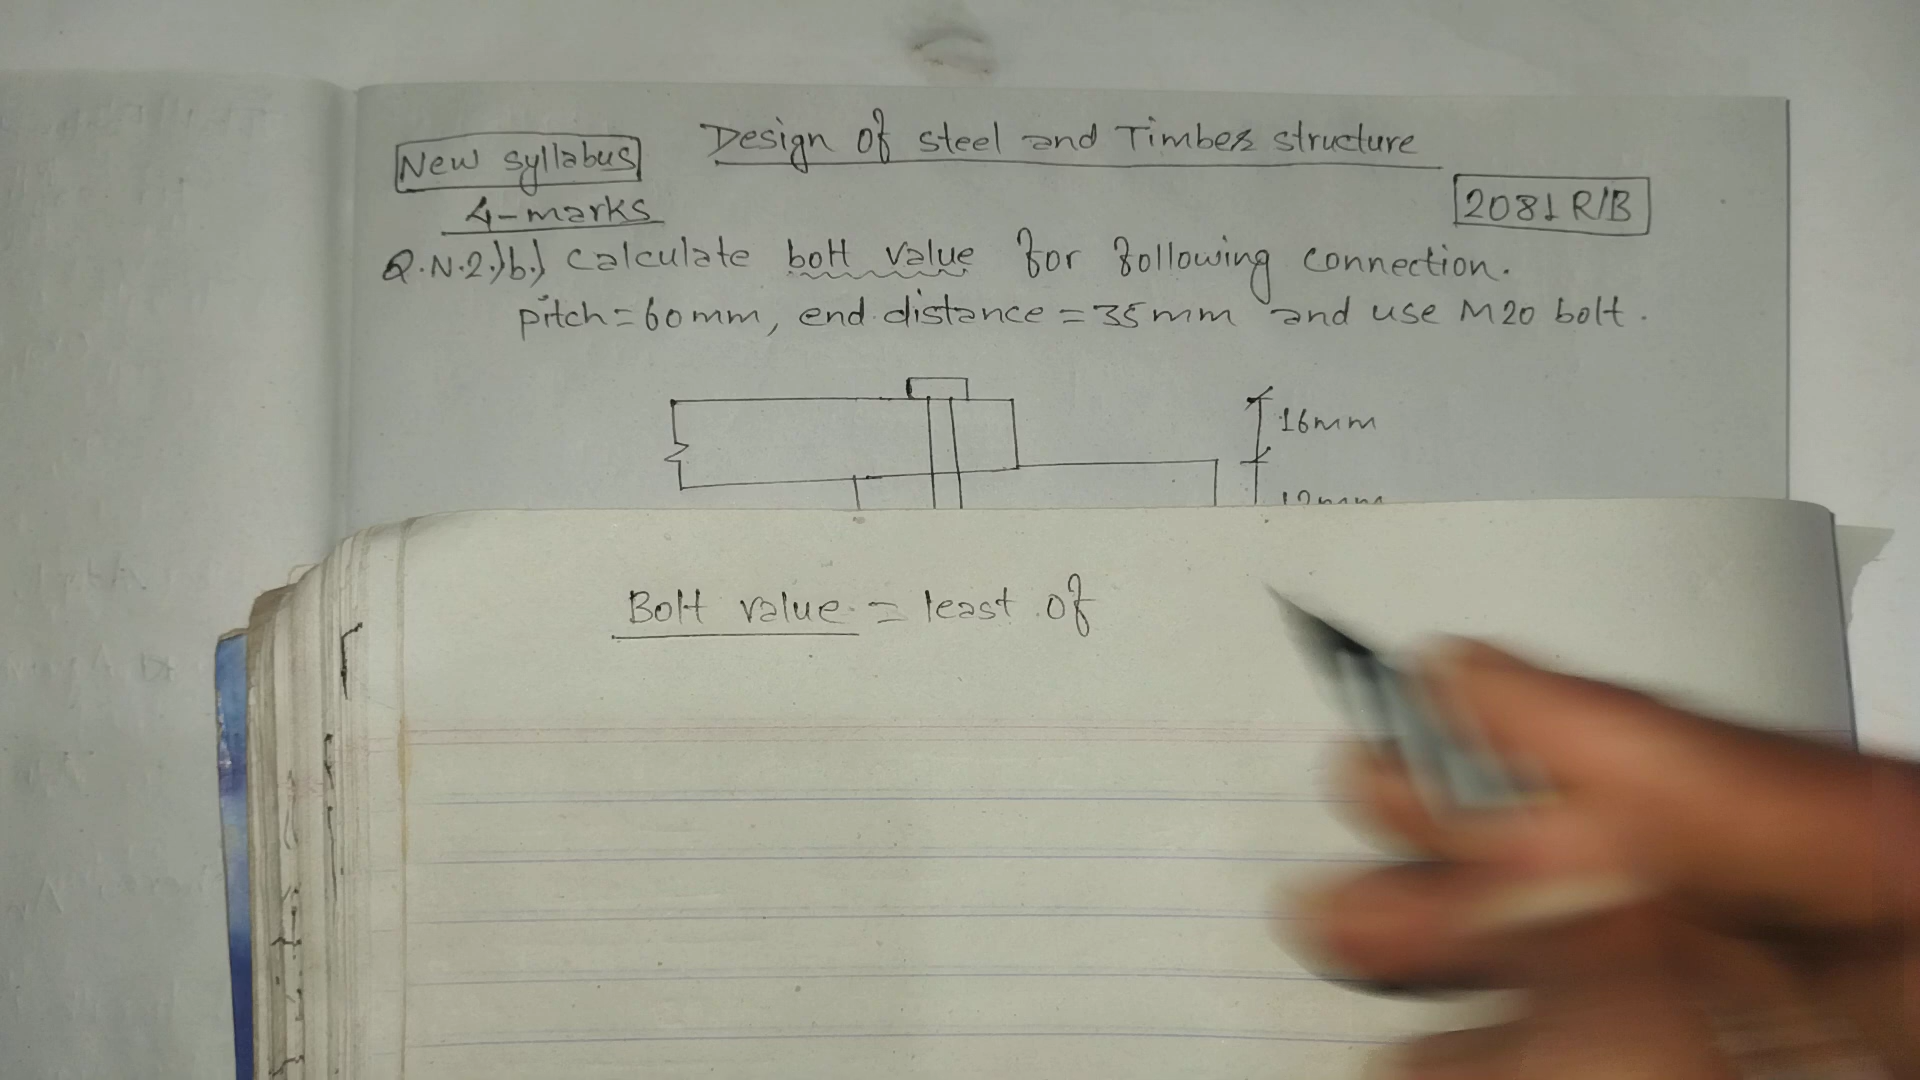 Design of steel and Timber structure
New syllabus
4-marks
2081 R/B
Q.N.2.)b.) Calculate bolt value for following connection.
pitch = 60mm, end distance = 35mm and use M20 bolt.
16mm
Bolt value = least of